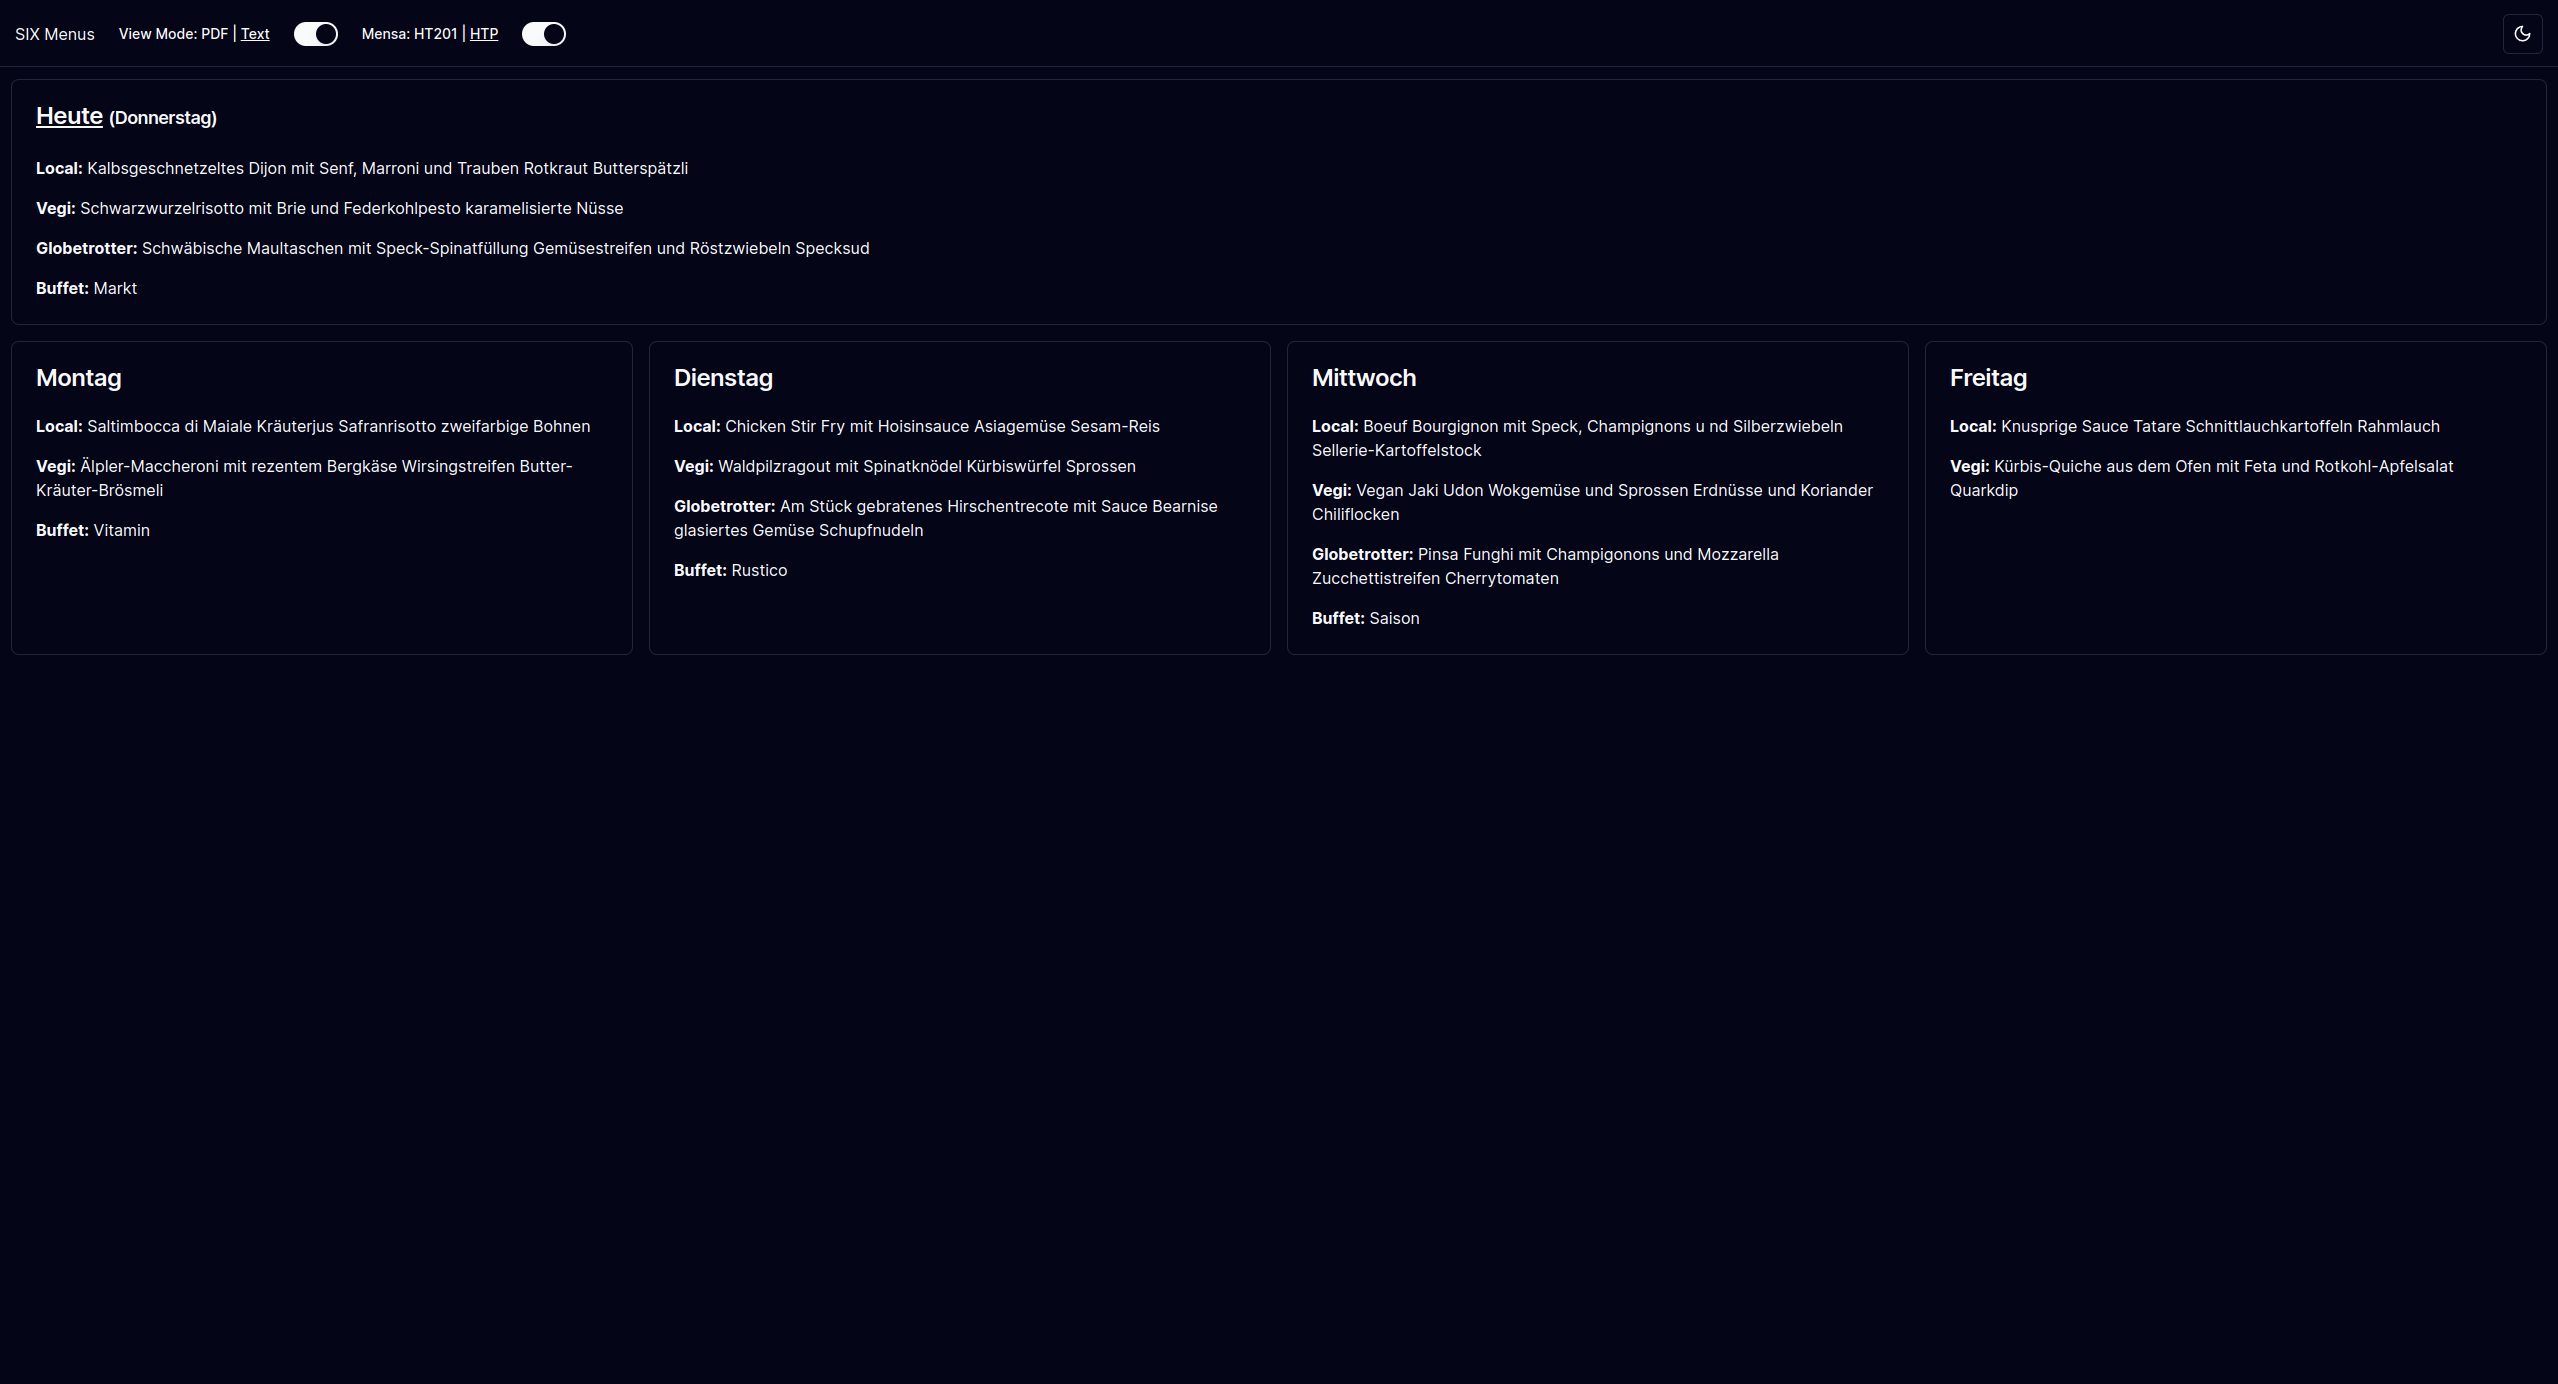 SIX Menus View Mode: PDF | Text Mensa: HT201 | HTP
Heute (Donnerstag)
Local: Kalbsgeschnetzeltes Dijon mit Senf, Marroni und Trauben Rotkraut Butterspätzli
Vegi: Schwarzwurzelrisotto mit Brie und Federkohlpesto karamelisierte Nüsse
Globetrotter: Schwäbische Maultaschen mit Speck-Spinatfüllung Gemüsestreifen und Röstzwiebeln Specksud
Buffet: Markt
Montag
Local: Saltimbocca di Maiale Kräuterjus Safranrisotto zweifarbige Bohnen
Vegi: Älpler-Maccheroni mit rezentem Bergkäse Wirsingstreifen Butter-
Kräuter-Brösmeli
Buffet: Vitamin
Dienstag
Local: Chicken Stir Fry mit Hoisinsauce Asiagemüse Sesam-Reis
Vegi: Waldpilzragout mit Spinatknödel Kürbiswürfel Sprossen
Globetrotter: Am Stück gebratenes Hirschentrecote mit Sauce Bearnise
glasiertes Gemüse Schupfnudeln
Buffet: Rustico
Mittwoch
Local: Boeuf Bourgignon mit Speck, Champignons u nd Silberzwiebeln
Sellerie-Kartoffelstock
Vegi: Vegan Jaki Udon Wokgemüse und Sprossen Erdnüsse und Koriander
Chiliflocken
Globetrotter: Pinsa Funghi mit Champigonons und Mozzarella
Zucchettistreifen Cherrytomaten
Buffet: Saison
Freitag
Local: Knusprige Sauce Tatare Schnittlauchkartoffeln Rahmlauch
Vegi: Kürbis-Quiche aus dem Ofen mit Feta und Rotkohl-Apfelsalat
Quarkdip